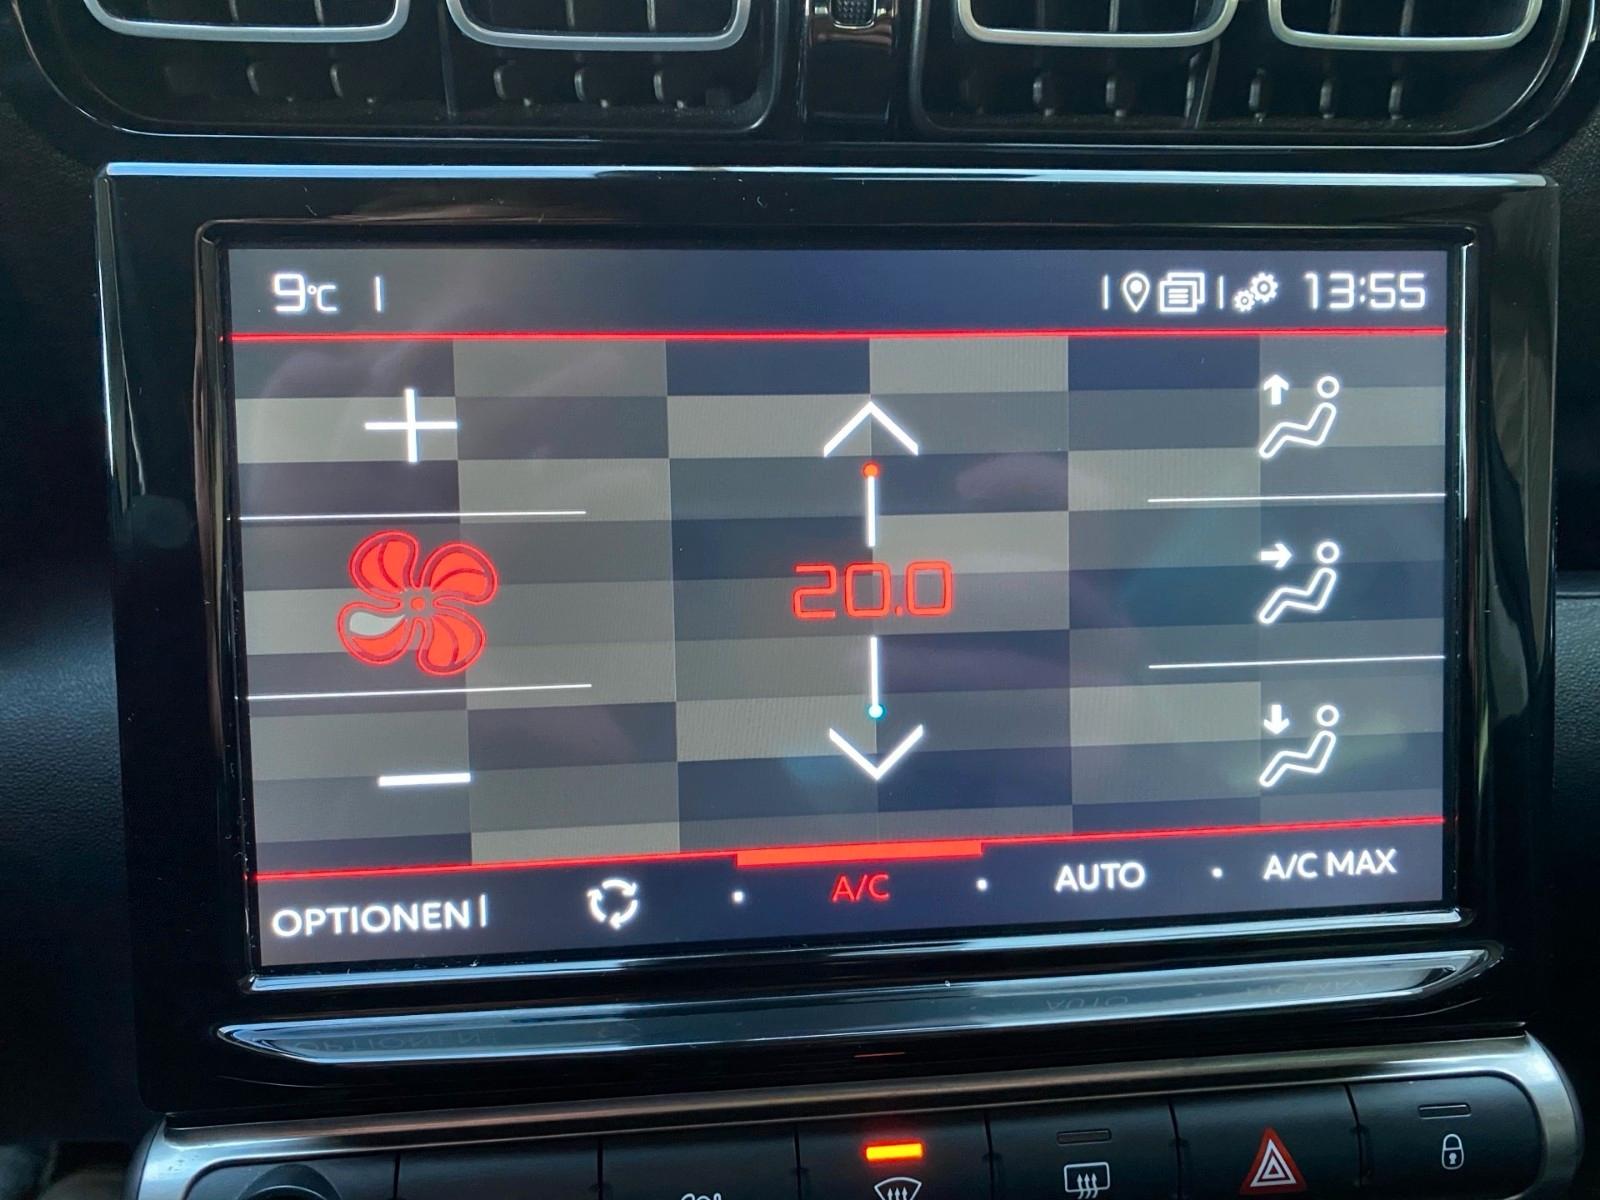 9°C 13:55
20.0
OPTIONEN A/C AUTO A/C MAX